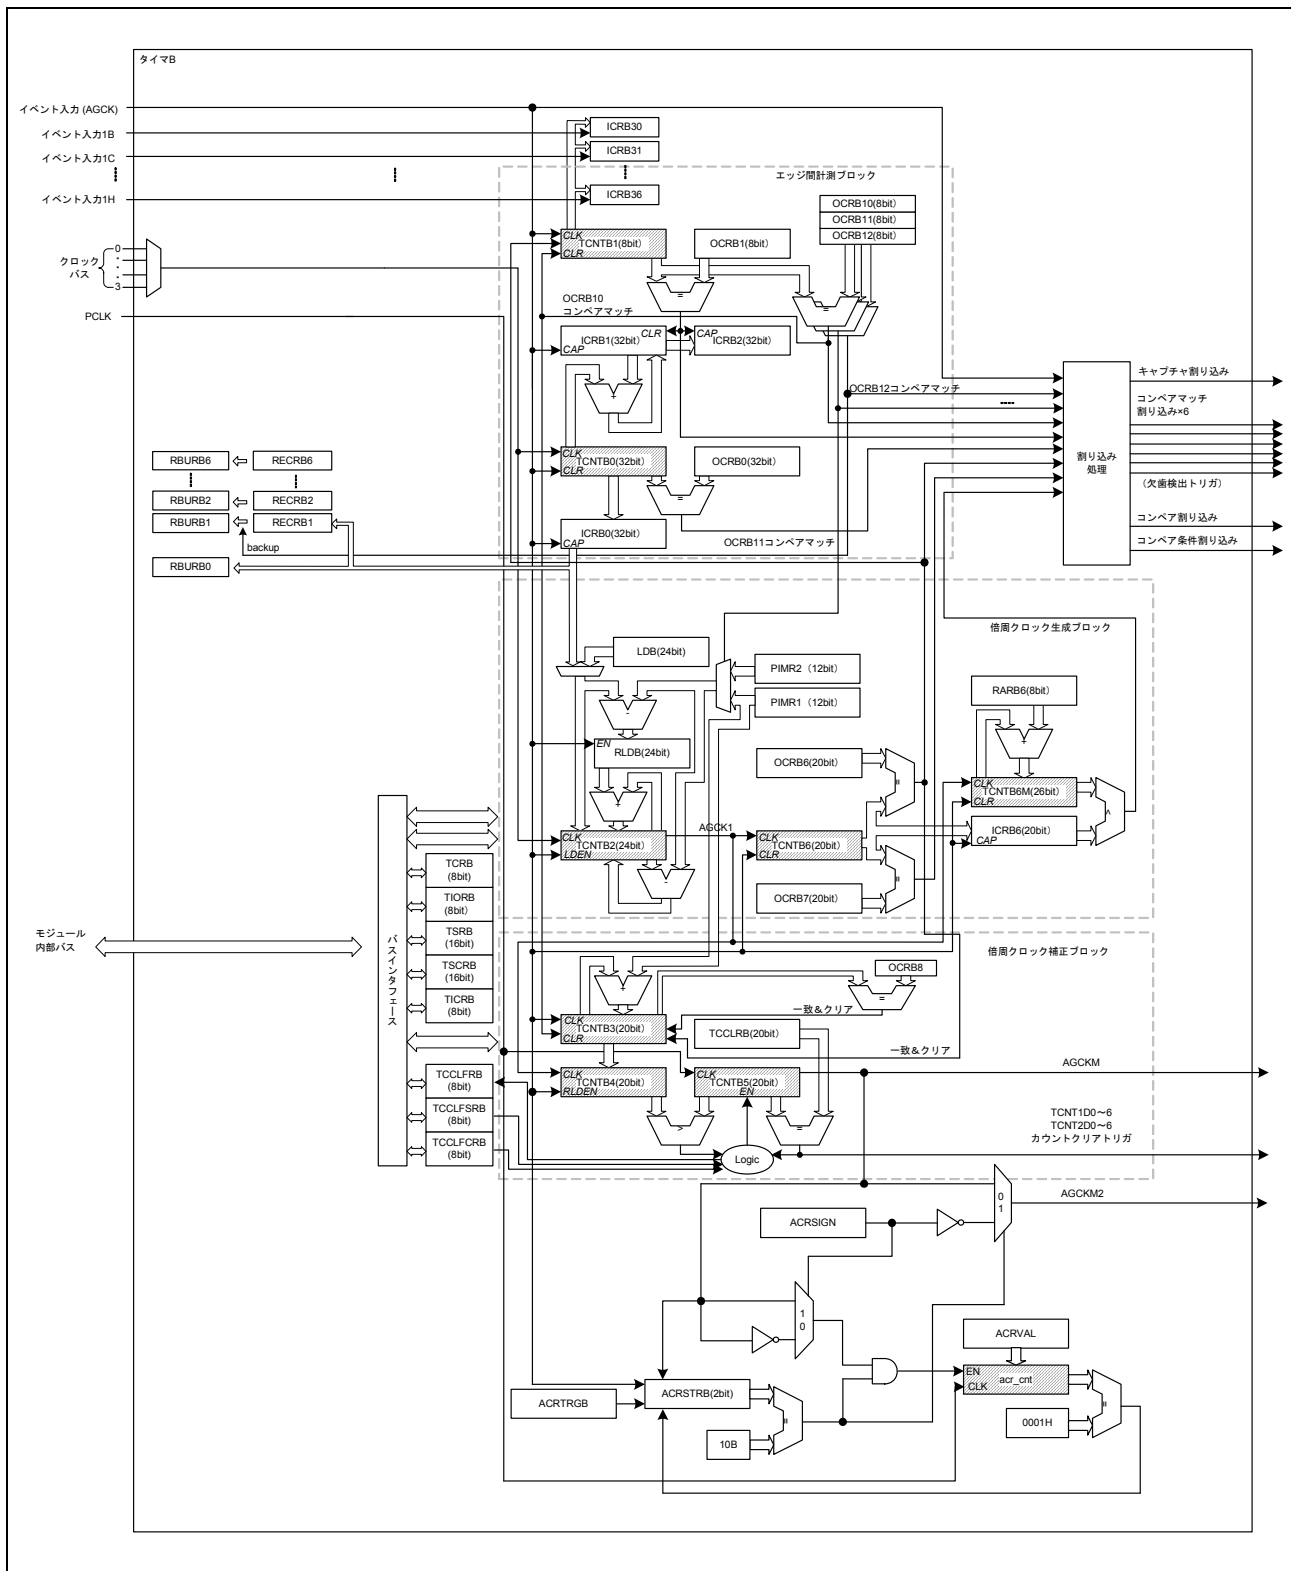 タイマB
イベント入力 (AGCK)
イベント入力1B
イベント入力1C
イベント入力1H
ICRB30
ICRB31
ICRB36
エッジ間計測ブロック
OCRB10(8bit)
OCRB11(8bit)
OCRB12(8bit)
CLK
TCNTB1(8bit)
CLR
OCRB1(8bit)
=
=
クロック
バス
0
3
PCLK
OCRB10
コンペアマッチ
CLR
ICRB1(32bit)
CAP
CAP
ICRB2(32bit)
+
OCRB12コンペアマッチ
割り込み
処理
キャプチャ割り込み
コンペアマッチ
割り込み×6
(欠歯検出トリガ)
コンペア割り込み
コンペア条件割り込み
CLK
TCNTB0(32bit)
CLR
OCRB0(32bit)
=
ICRB0(32bit)
CAP
OCRB11コンペアマッチ
RBURB6
RECRB6
RBURB2
RECRB2
RBURB1
RECRB1
backup
RBURB0
倍周クロック生成ブロック
LDB(24bit)
PIMR2(12bit)
PIMR1(12bit)
-
EN
RLDB(24bit)
+
CLK
TCNTB2(24bit)
LDEN
-
AGCK1
OCRB6(20bit)
=
CLK
TCNTB6(20bit)
CLR
=
OCRB7(20bit)
RARB6(8bit)
+
CLK
TCNTB6M(26bit)
CLR
ICRB6(20bit)
CAP
<
モジュール
内部バス
バスインタフェース
TCRB
(8bit)
TIORB
(8bit)
TSRB
(16bit)
TSCRB
(16bit)
TICRB
(8bit)
TCCLFRB
(8bit)
TCCLFSRB
(8bit)
TCCLFCRB
(8bit)
倍周クロック補正ブロック
+
OCRB8
=
一致&クリア
CLK
TCNTB3(20bit)
CLR
TCCLRB(20bit)
一致&クリア
CLK
TCNTB4(20bit)
RLDEN
CLK
TCNTB5(20bit)
EN
>
=
Logic
AGCKM
TCNT1D0〜6
TCNT2D0〜6
カウントクリアトリガ
AGCKM2
ACRSIGN
0
1
1
0
ACRVAL
EN
acr_cnt
CLK
ACRTRGB
ACRSTRB(2bit)
=
10B
0001H
=